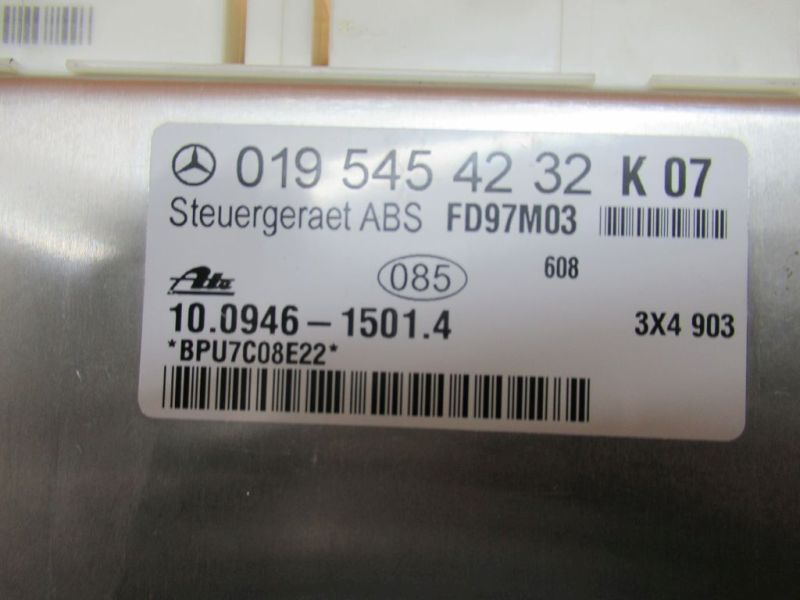 019 545 42 32 K 07
Steuergeraet ABS FD97M03
Ate 085 608
10.0946-1501.4 3X4 903
*BPU7C08E22*